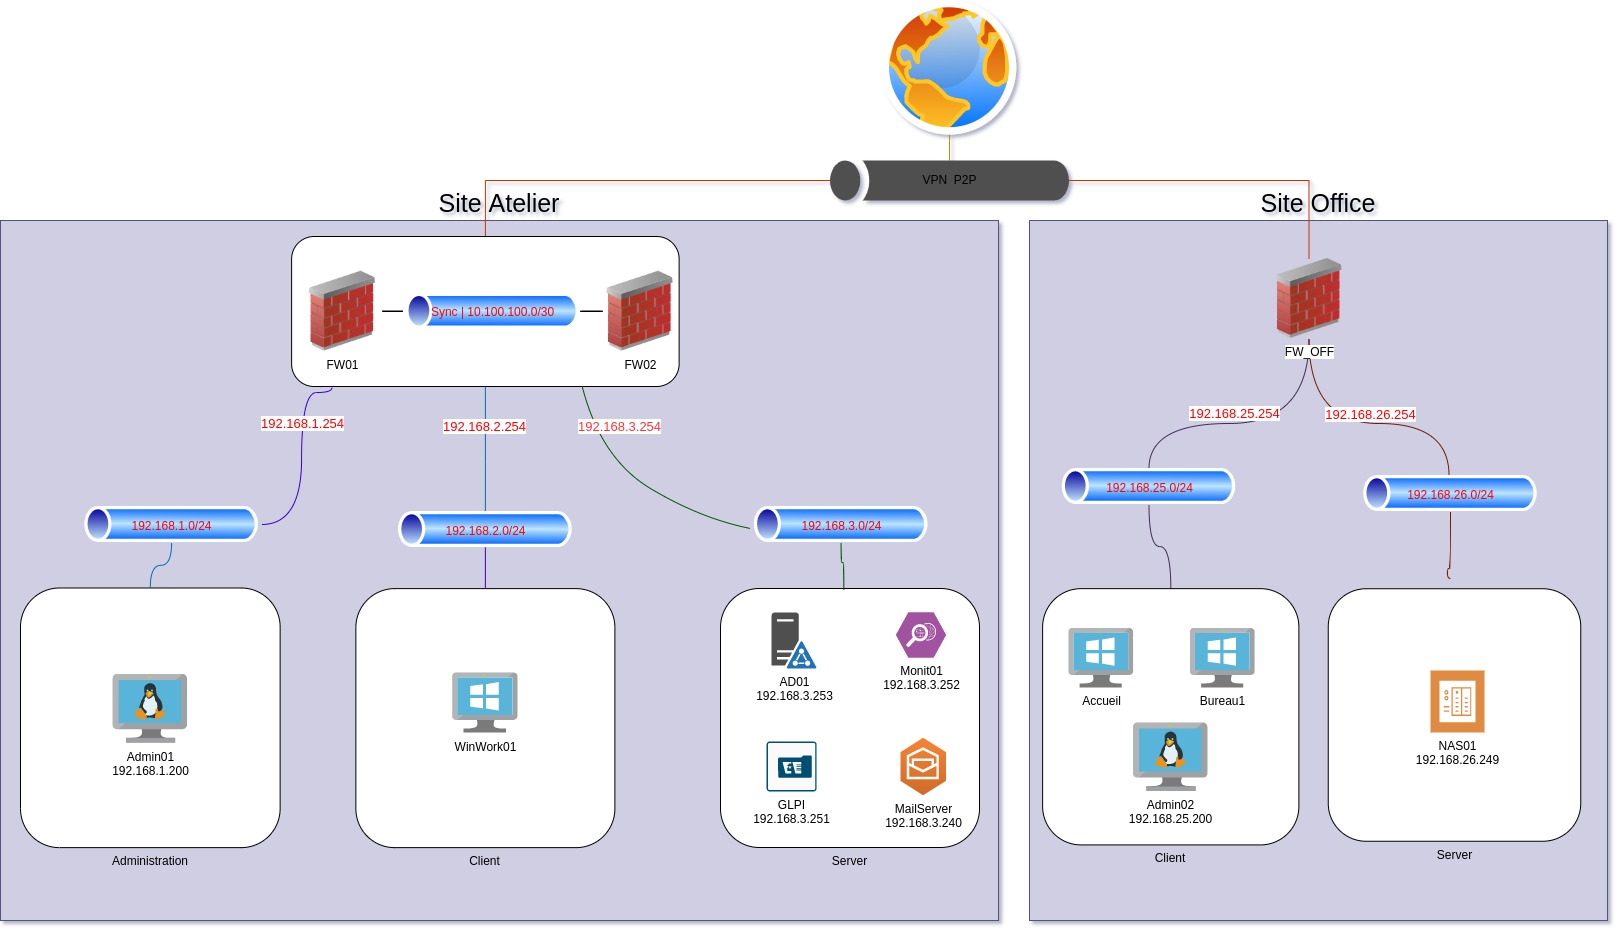 VPN P2P
Site Atelier
Site Office
Sync | 10.100.100.0/30
FW01
FW02
FW_OFF
192.168.1.254
192.168.2.254
192.168.3.254
192.168.25.254
192.168.26.254
192.168.1.0/24
192.168.2.0/24
192.168.3.0/24
192.168.25.0/24
192.168.26.0/24
Admin01
192.168.1.200
Administration
WinWork01
Client
AD01
192.168.3.253
Monit01
192.168.3.252
GLPI
192.168.3.251
MailServer
192.168.3.240
Server
Accueil
Bureau1
Admin02
192.168.25.200
Client
NAS01
192.168.26.249
Server